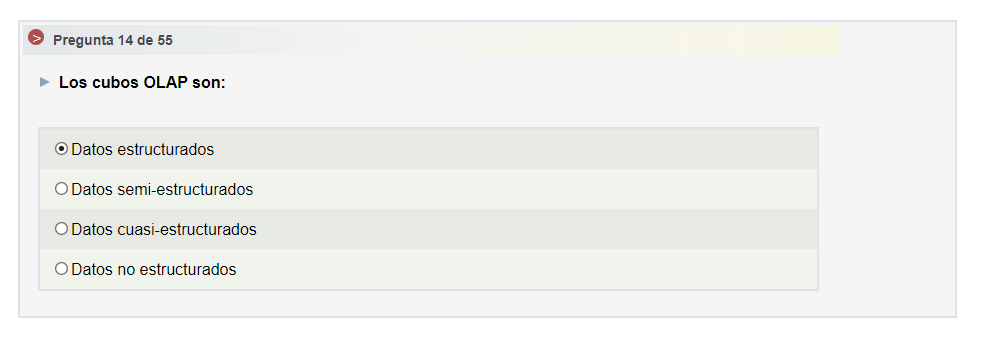 Pregunta 14 de 55
Los cubos OLAP son:
Datos estructurados
Datos semi-estructurados
Datos cuasi-estructurados
Datos no estructurados